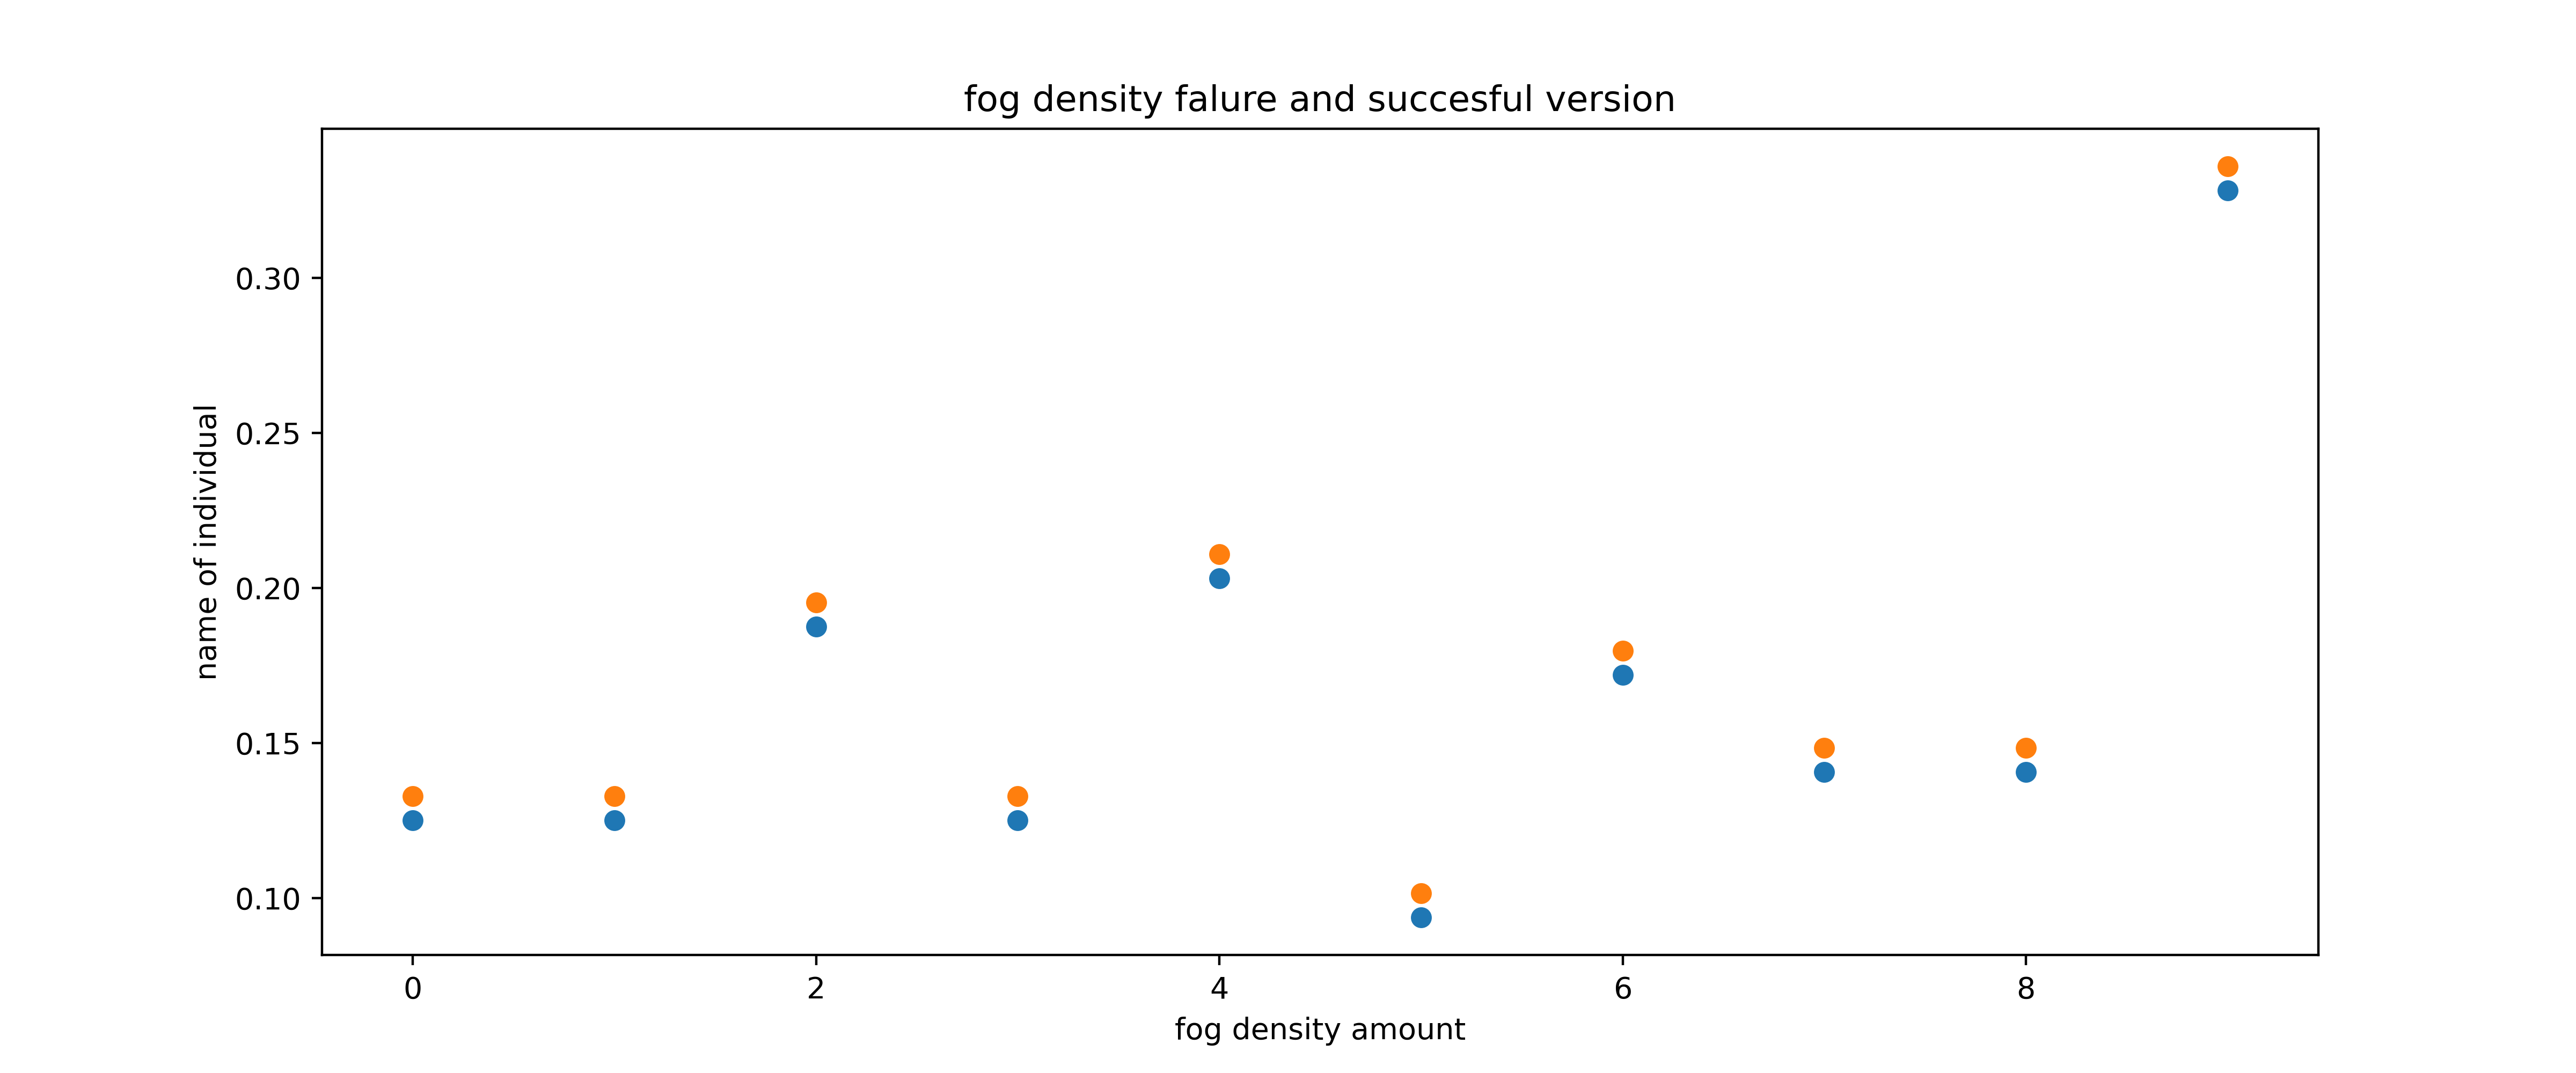 fog density falure and succesful version
0.30
0.25
0.20
0.15
0.10
name of individual
0 2 4 6 8
fog density amount